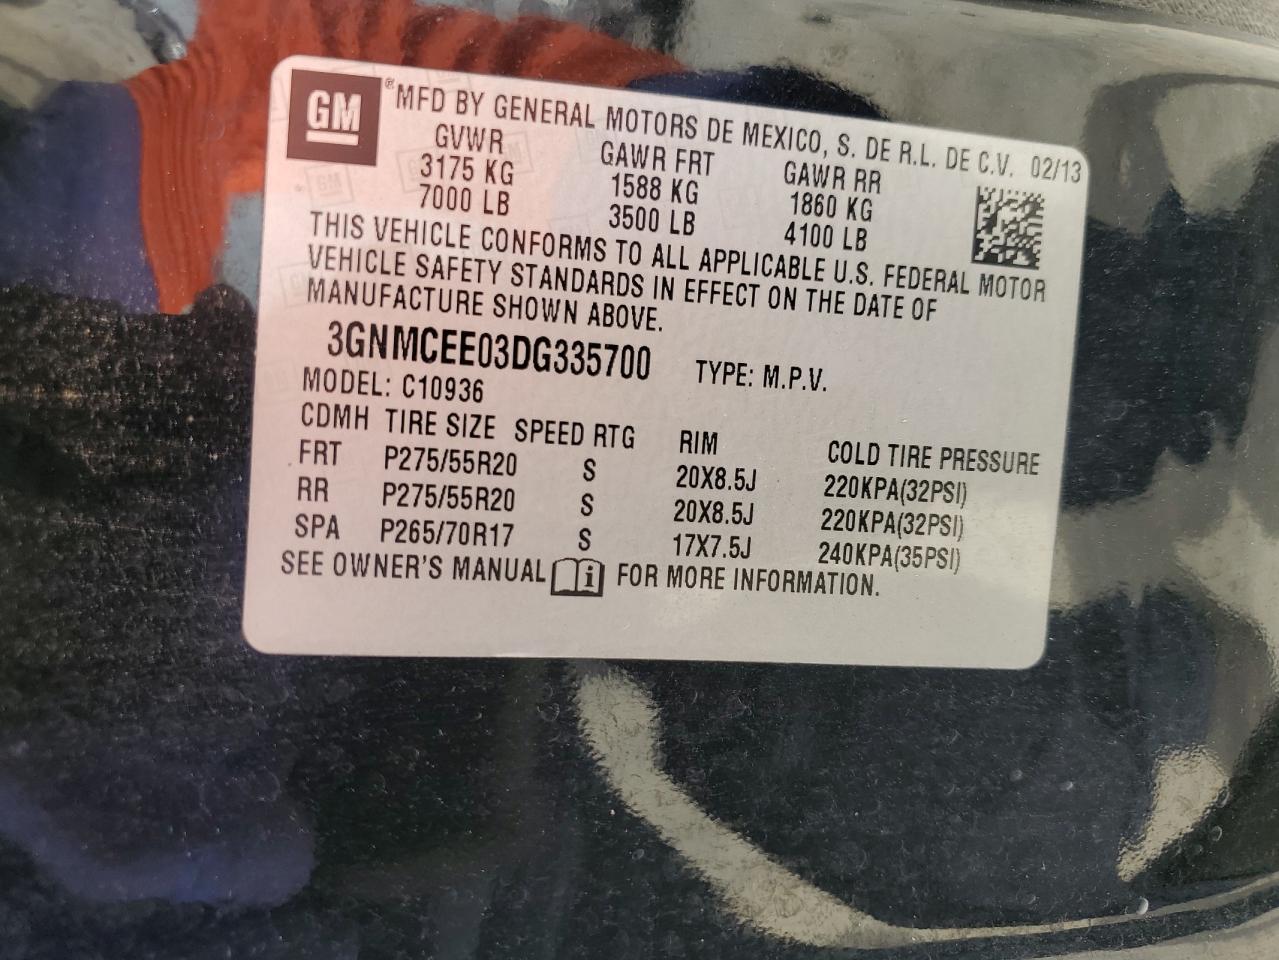 GM
® MFD BY GENERAL MOTORS DE MEXICO, S. DE R.L. DE C.V. 02/13
GVWR GAWR FRT GAWR RR
3175 KG 1588 KG 1860 KG
7000 LB 3500 LB 4100 LB
THIS VEHICLE CONFORMS TO ALL APPLICABLE U.S. FEDERAL MOTOR
VEHICLE SAFETY STANDARDS IN EFFECT ON THE DATE OF
MANUFACTURE SHOWN ABOVE.
3GNMCEE03DG335700 TYPE: M.P.V.
MODEL: C10936
CDMH TIRE SIZE SPEED RTG RIM COLD TIRE PRESSURE
FRT P275/55R20 S 20X8.5J 220KPA(32PSI)
RR P275/55R20 S 20X8.5J 220KPA(32PSI)
SPA P265/70R17 S 17X7.5J 240KPA(35PSI)
SEE OWNER'S MANUAL i FOR MORE INFORMATION.